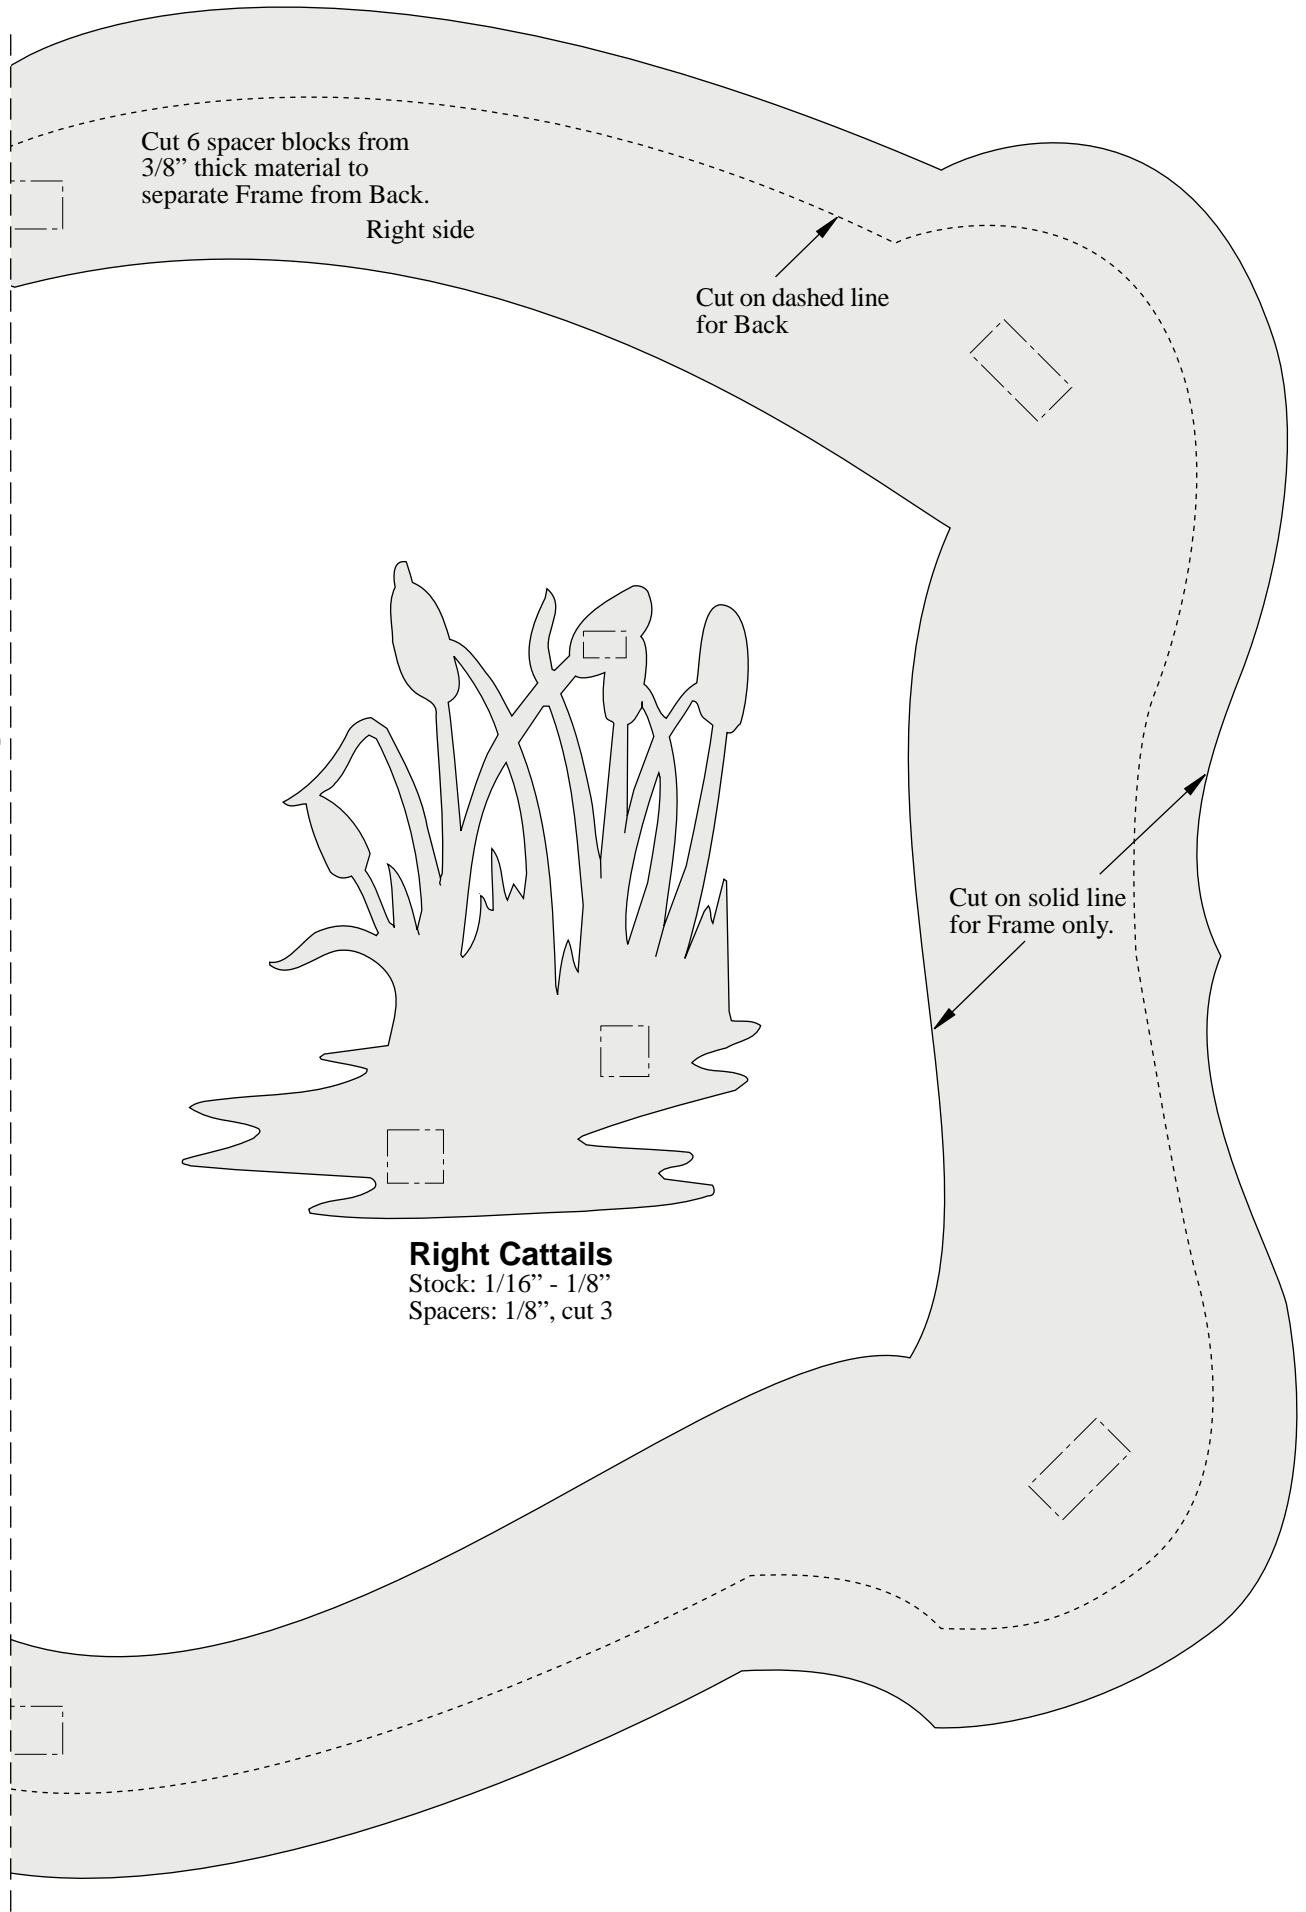 Cut 6 spacer blocks from
3/8” thick material to
separate Frame from Back.
Right side
Cut on dashed line
for Back
Cut on solid line
for Frame only.
Right Cattails
Stock: 1/16” - 1/8”
Spacers: 1/8”, cut 3